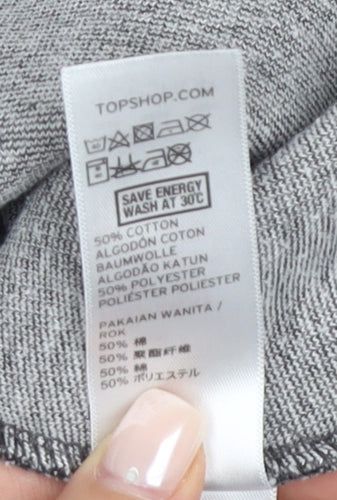 TOPSHOP.COM
SAVE ENERGY
WASH AT 30°C
50% COTTON
ALGODÓN COTON
BAUMWOLLE
ALGODÃO KATUN
50% POLYESTER
POLIÉSTER POLIESTER
PAKAIAN WANITA /
ROK
50% 棉
50% 聚酯纤维
50% 綿
50% ポリエステル